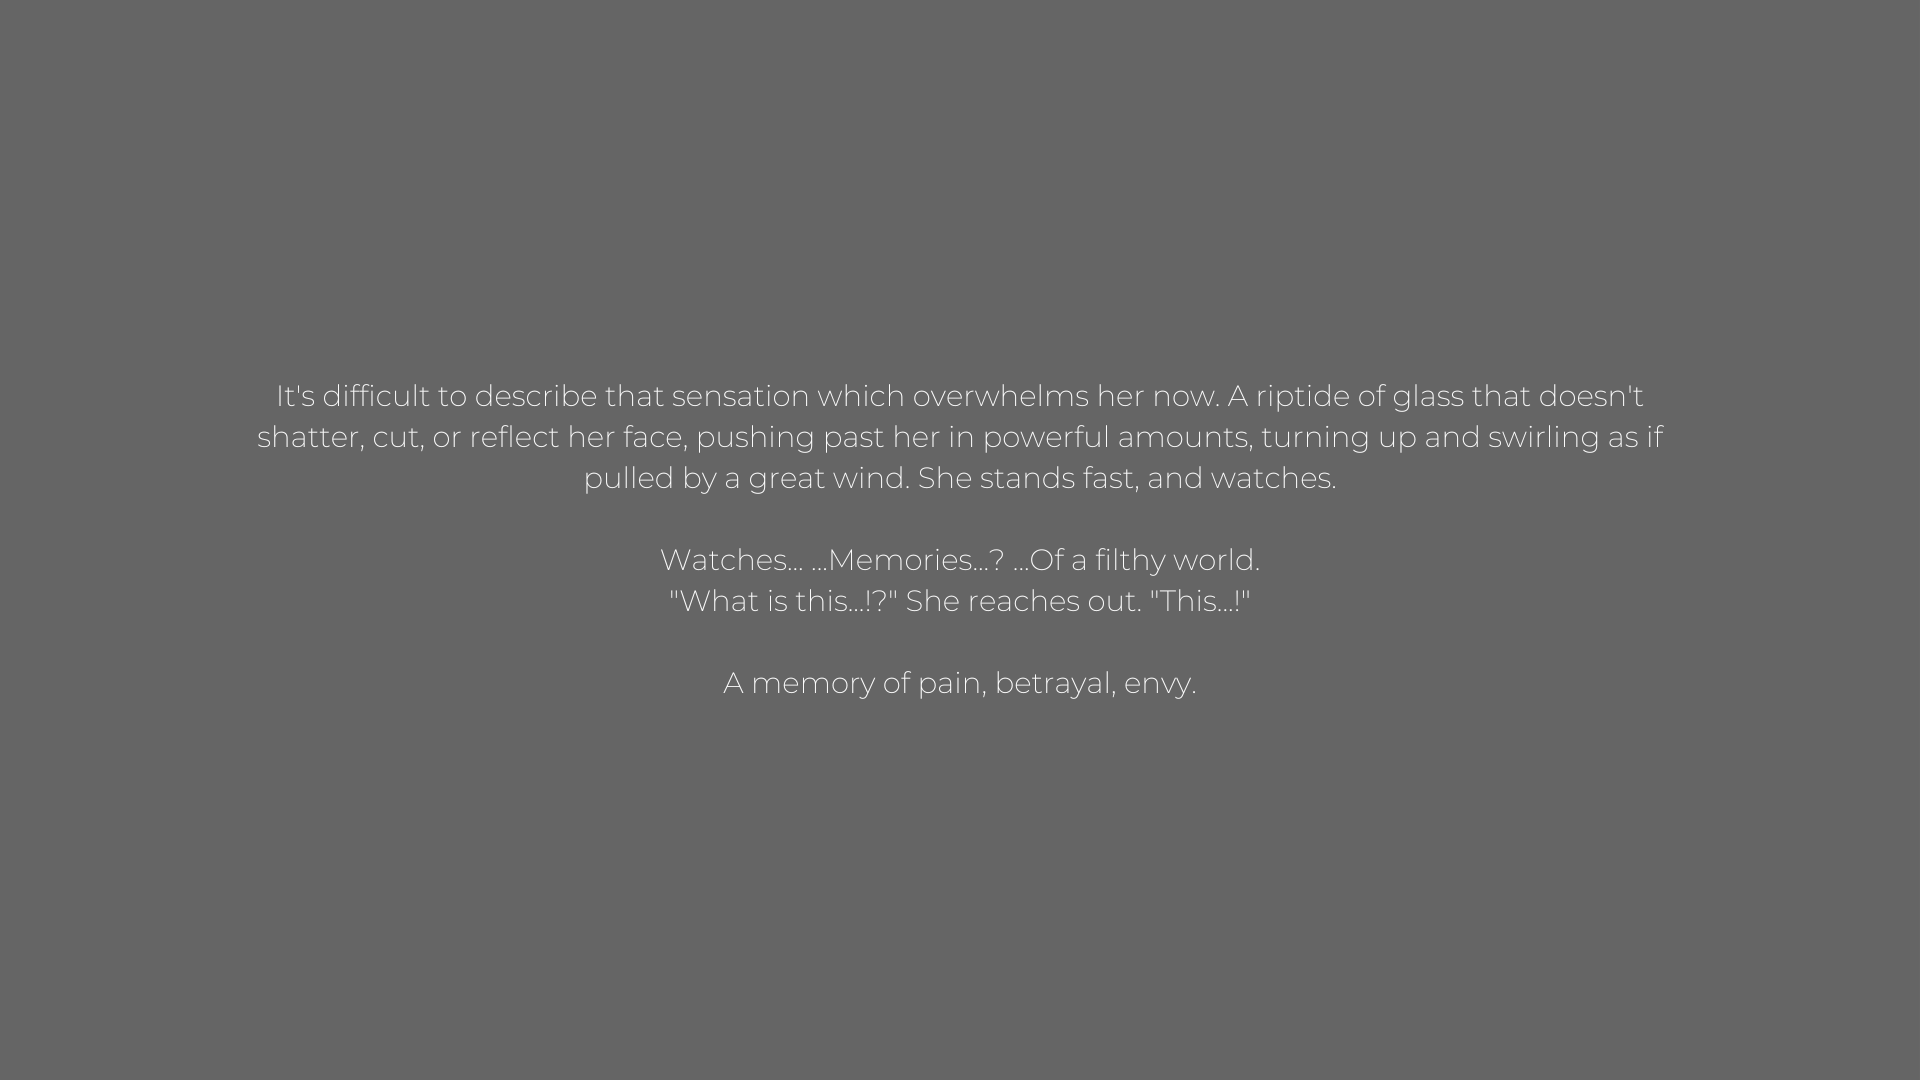 It's difficult to describe that sensation which overwhelms her now. A riptide of glass that doesn't
shatter, cut, or reflect her face, pushing past her in powerful amounts, turning up and swirling as if
pulled by a great wind. She stands fast, and watches.
Watches... ...Memories...? ...Of a filthy world.
"What is this...!?" She reaches out. "This...!"
A memory of pain, betrayal, envy.